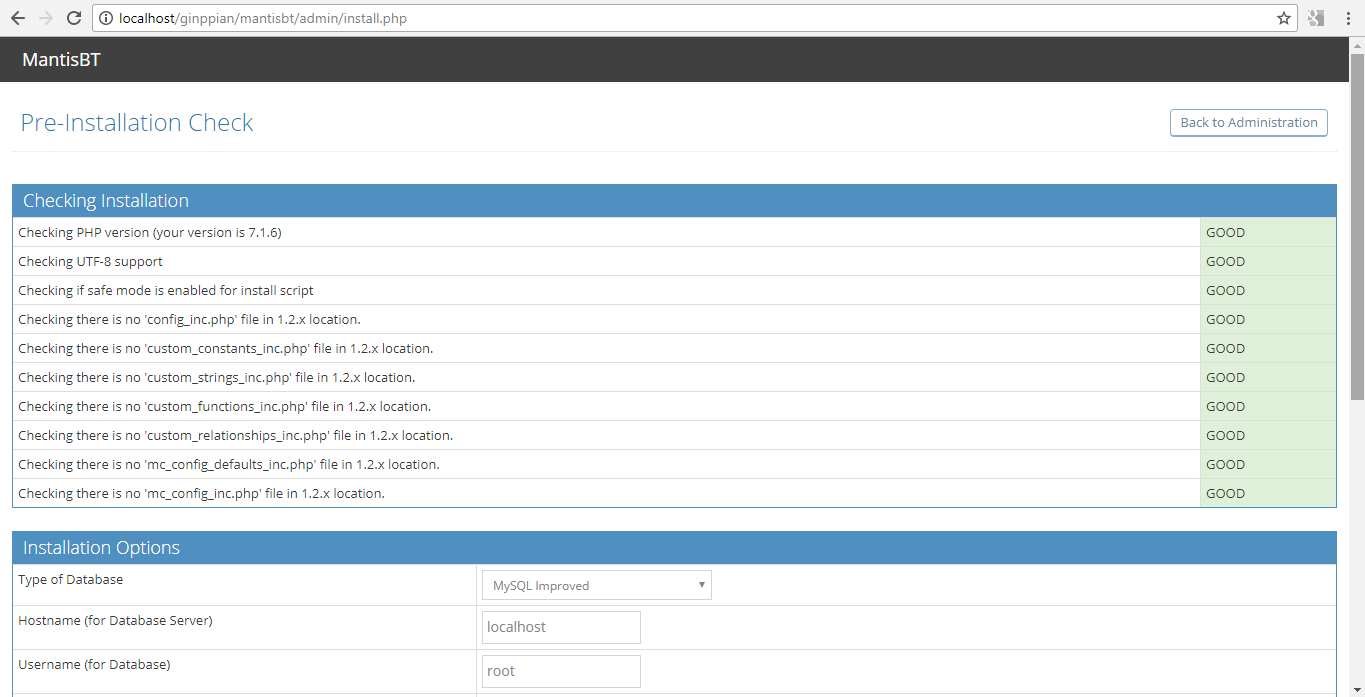 localhost/ginppian/mantisbt/admin/install.php
MantisBT
Pre-Installation Check
Back to Administration
Checking Installation
Checking PHP version (your version is 7.1.6) GOOD
Checking UTF-8 support GOOD
Checking if safe mode is enabled for install script GOOD
Checking there is no 'config_inc.php' file in 1.2.x location. GOOD
Checking there is no 'custom_constants_inc.php' file in 1.2.x location. GOOD
Checking there is no 'custom_strings_inc.php' file in 1.2.x location. GOOD
Checking there is no 'custom_functions_inc.php' file in 1.2.x location. GOOD
Checking there is no 'custom_relationships_inc.php' file in 1.2.x location. GOOD
Checking there is no 'mc_config_defaults_inc.php' file in 1.2.x location. GOOD
Checking there is no 'mc_config_inc.php' file in 1.2.x location. GOOD
Installation Options
Type of Database MySQL Improved
Hostname (for Database Server) localhost
Username (for Database) root